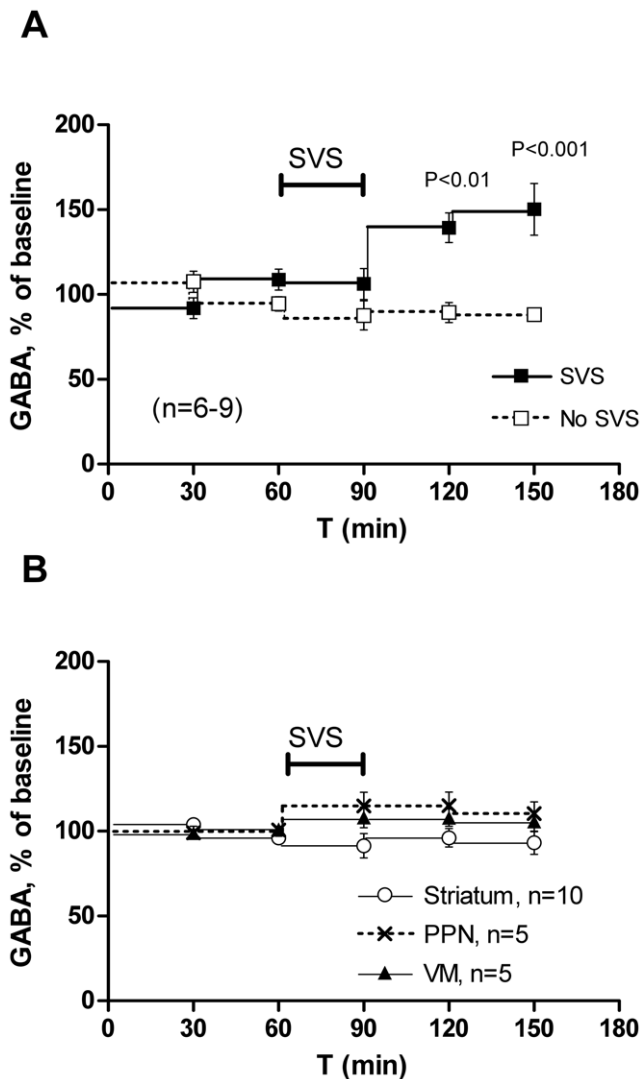 A
GABA, % of baseline
200
150
100
50
0
SVS
P<0.01
P<0.001
(n=6-9)
SVS
No SVS
0 30 60 90 120 150 180
T (min)
B
GABA, % of baseline
200
150
100
50
0
SVS
Striatum, n=10
PPN, n=5
VM, n=5
0 30 60 90 120 150 180
T (min)